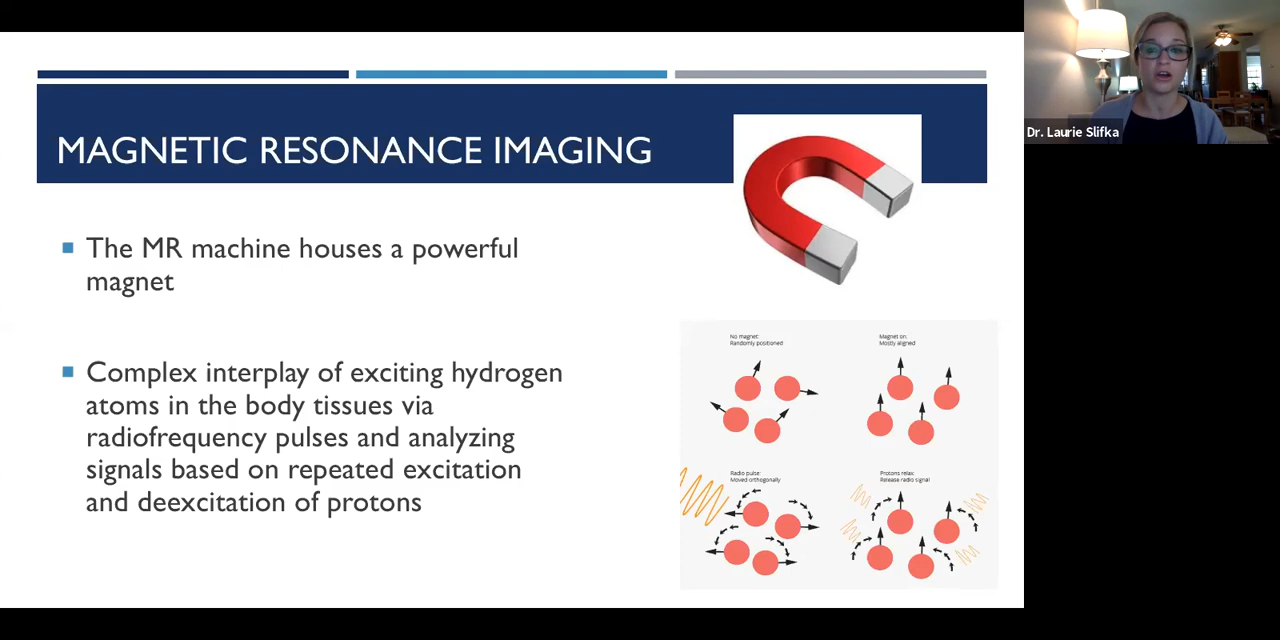 MAGNETIC RESONANCE IMAGING
The MR machine houses a powerful
magnet
Complex interplay of exciting hydrogen
atoms in the body tissues via
radiofrequency pulses and analyzing
signals based on repeated excitation
and deexcitation of protons
No magnet:
Randomly positioned
Magnet on:
Mostly aligned
Radio pulse:
Moved orthogonally
Protons relax:
Release radio signal
Dr. Laurie Slifka